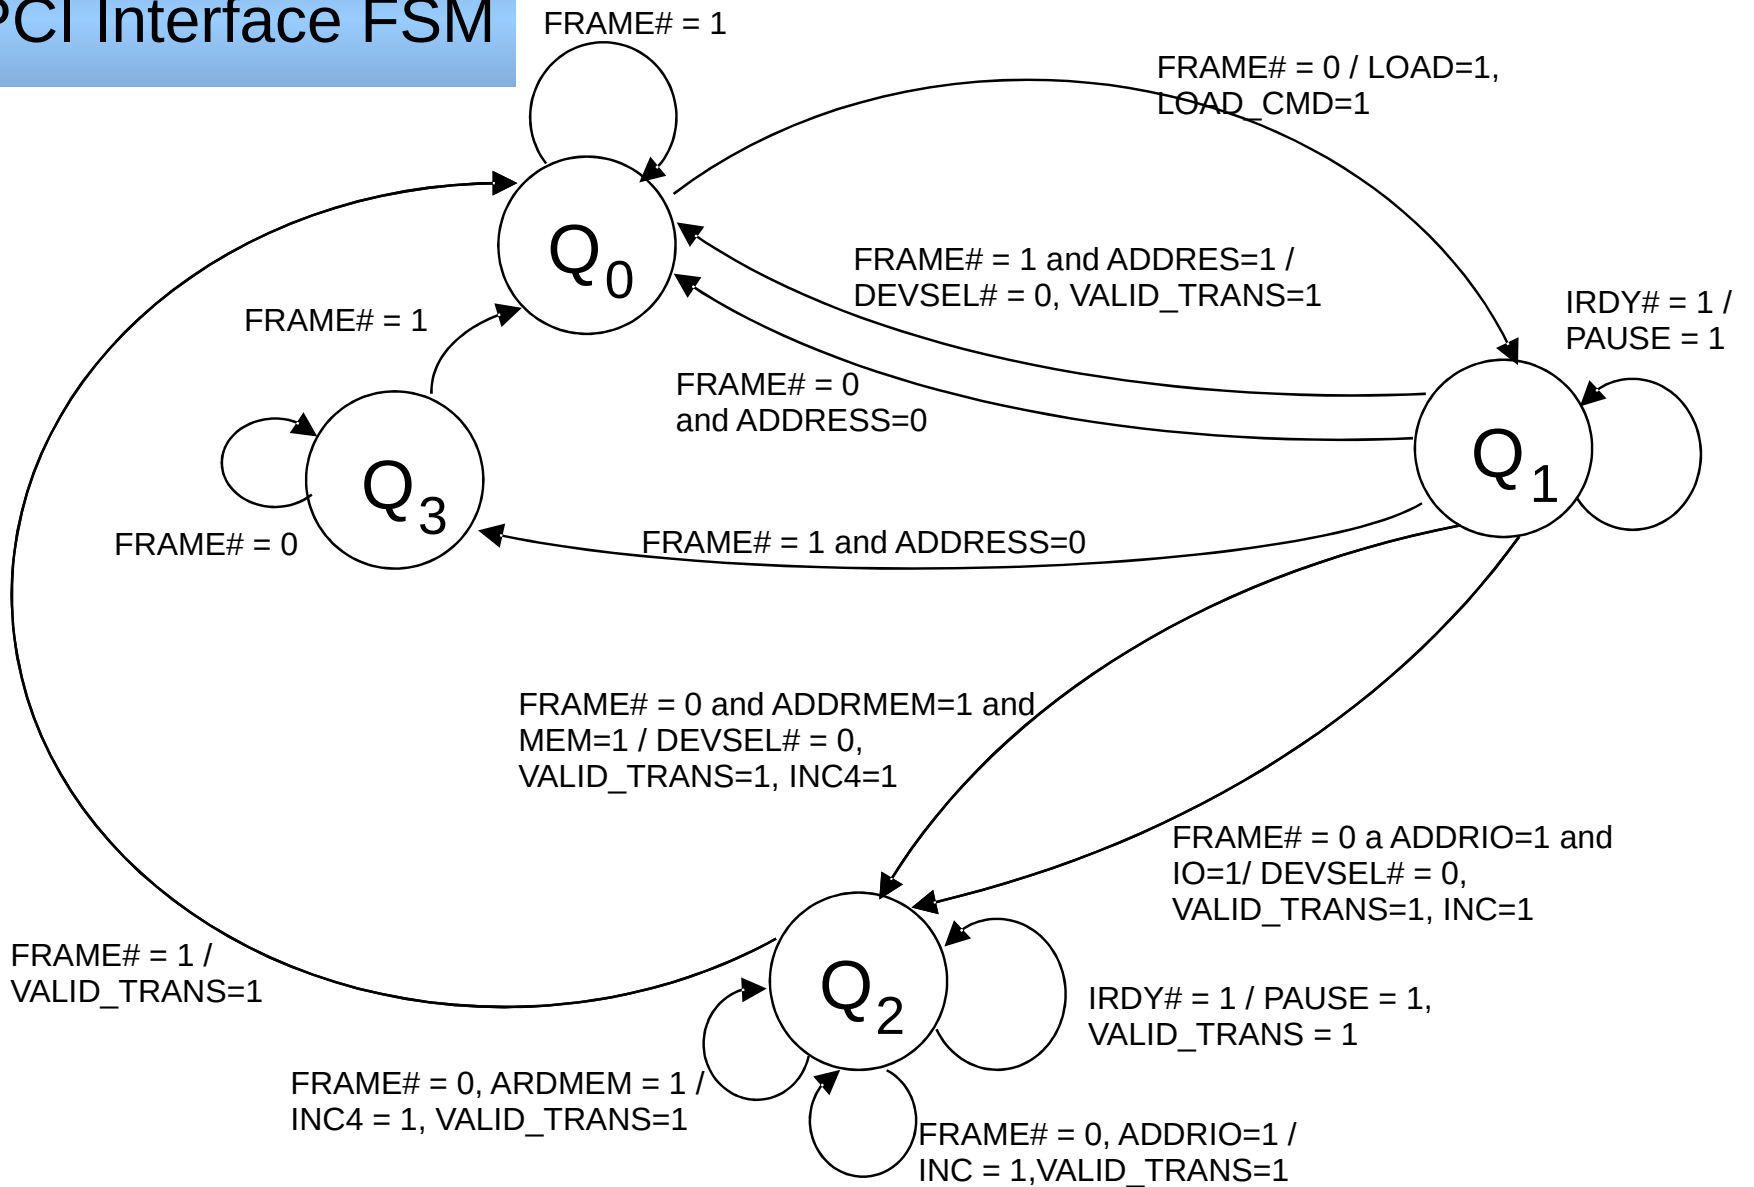 PCI Interface FSM
FRAME# = 1
FRAME# = 0 / LOAD=1,
LOAD_CMD=1
Q0
FRAME# = 1 and ADDRES=1 /
DEVSEL# = 0, VALID_TRANS=1
IRDY# = 1 /
PAUSE = 1
FRAME# = 1
FRAME# = 0
and ADDRESS=0
Q1
Q3
FRAME# = 0
FRAME# = 1 and ADDRESS=0
FRAME# = 0 and ADDRMEM=1 and
MEM=1 / DEVSEL# = 0,
VALID_TRANS=1, INC4=1
FRAME# = 0 a ADDRIO=1 and
IO=1/ DEVSEL# = 0,
VALID_TRANS=1, INC=1
FRAME# = 1 /
VALID_TRANS=1
Q2
IRDY# = 1 / PAUSE = 1,
VALID_TRANS = 1
FRAME# = 0, ARDMEM = 1 /
INC4 = 1, VALID_TRANS=1
FRAME# = 0, ADDRIO=1 /
INC = 1,VALID_TRANS=1